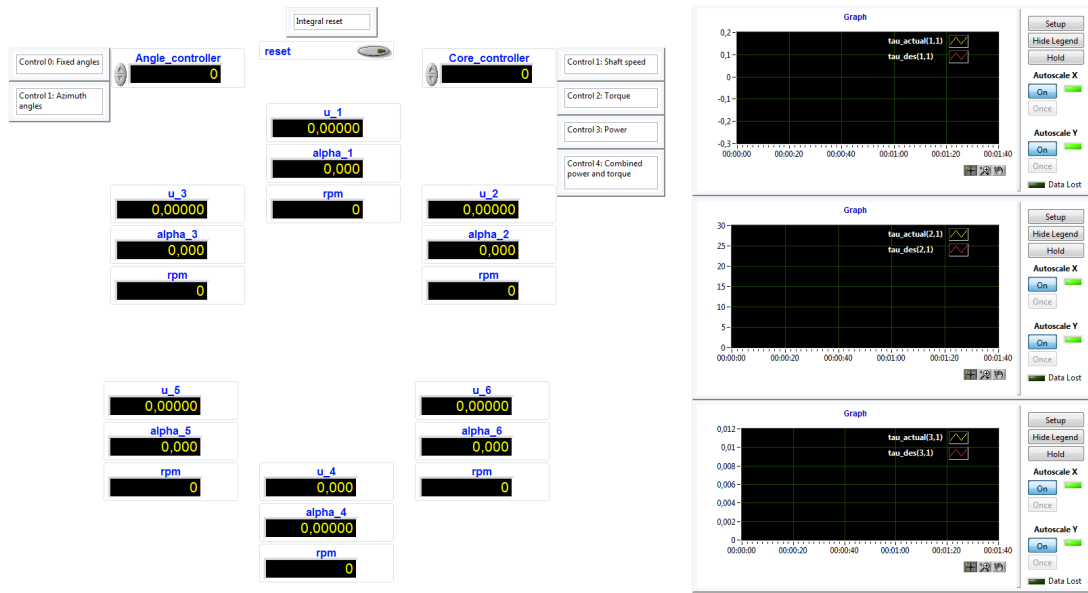 Integral reset
reset
Control 0: Fixed angles
Control 1: Azimuth
angles
Angle_controller
0
Core_controller
0
Control 1: Shaft speed
Control 2: Torque
Control 3: Power
Control 4: Combined
power and torque
u_1
0,00000
alpha_1
0,000
rpm
0
u_3
0,00000
alpha_3
0,000
rpm
0
u_2
0,00000
alpha_2
0,000
rpm
0
u_5
0,00000
alpha_5
0,000
rpm
0
u_6
0,00000
alpha_6
0,000
rpm
0
u_4
0,000
alpha_4
0,00000
rpm
0
Graph
tau_actual(1,1)
tau_des(1,1)
0,2
0,1
0
-0,1
-0,2
-0,3
00:00:00 00:00:20 00:00:40 00:01:00 00:01:20 00:01:40
Setup
Hide Legend
Hold
Autoscale X
On
Once
Autoscale Y
On
Once
Data Lost
Graph
tau_actual(2,1)
tau_des(2,1)
30
25
20
15
10
5
0
00:00:00 00:00:20 00:00:40 00:01:00 00:01:20 00:01:40
Setup
Hide Legend
Hold
Autoscale X
On
Once
Autoscale Y
On
Once
Data Lost
Graph
tau_actual(3,1)
tau_des(3,1)
0,012
0,01
0,008
0,006
0,004
0,002
0
00:00:00 00:00:20 00:00:40 00:01:00 00:01:20 00:01:40
Setup
Hide Legend
Hold
Autoscale X
On
Once
Autoscale Y
On
Once
Data Lost